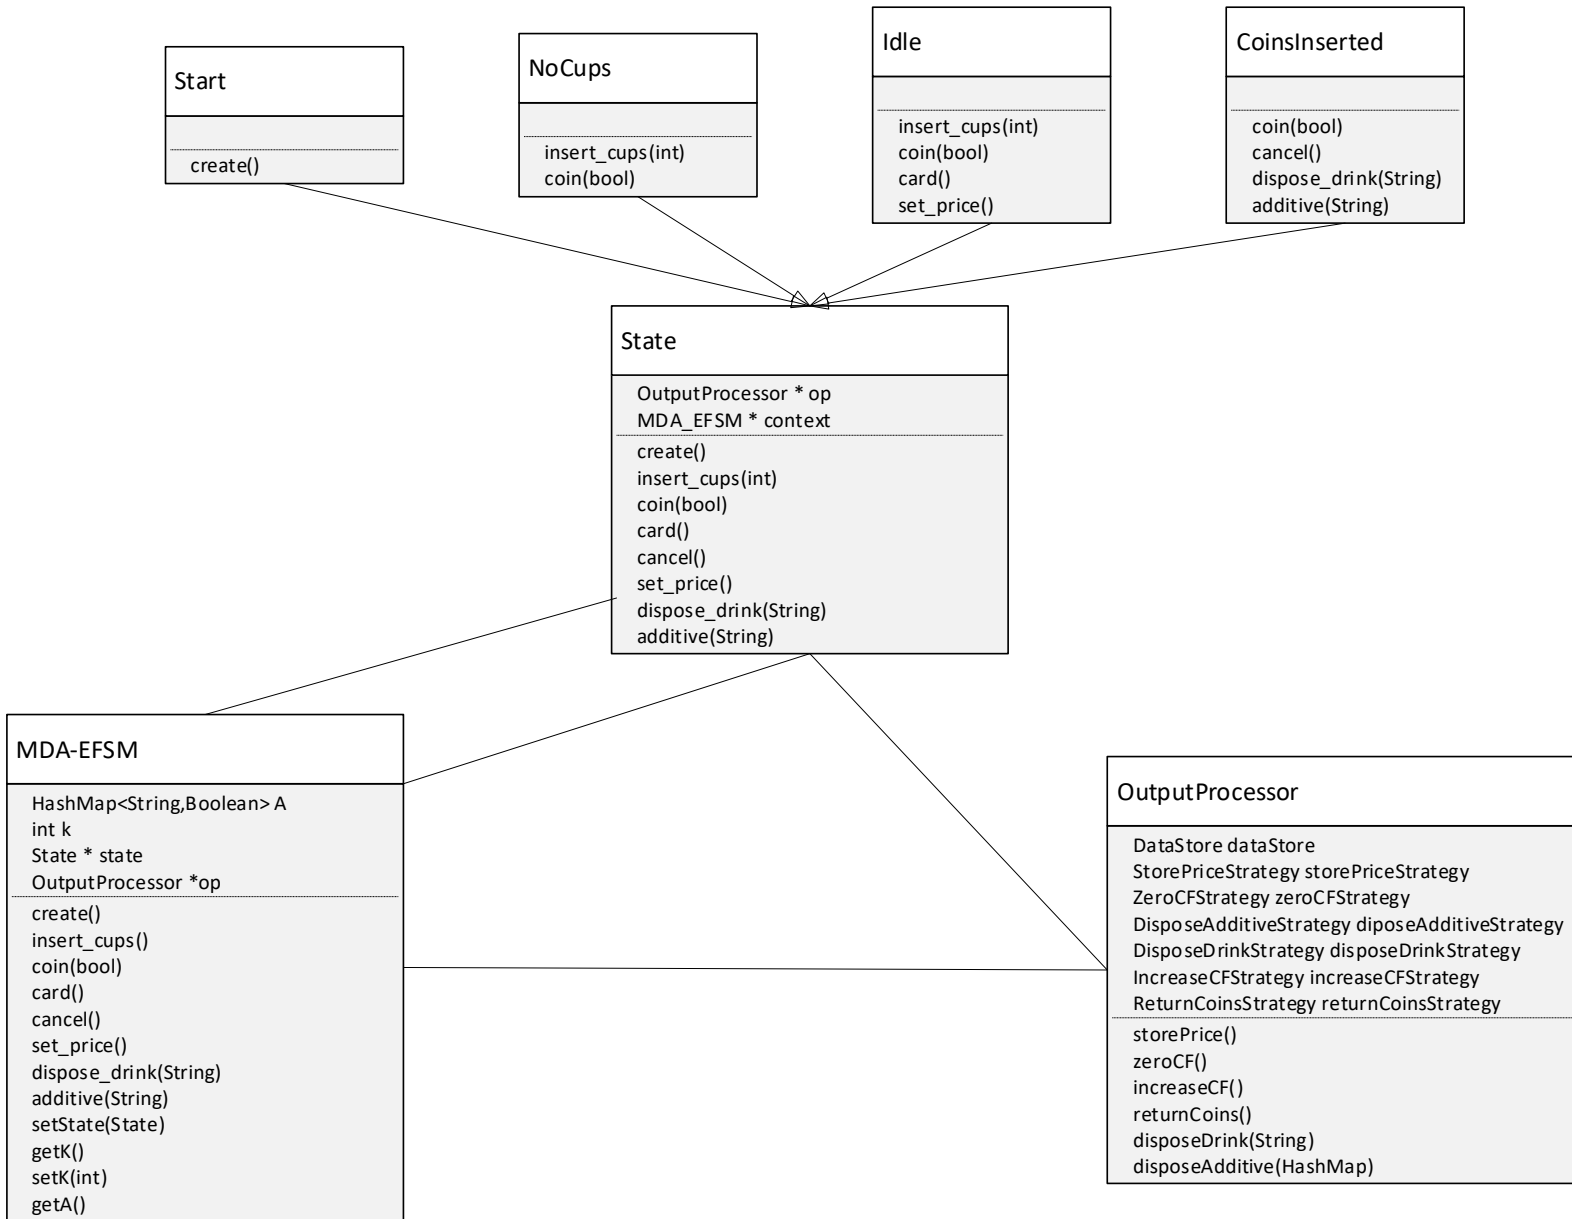 Start
create()
NoCups
insert_cups(int)
coin(bool)
Idle
insert_cups(int)
coin(bool)
card()
set_price()
CoinsInserted
coin(bool)
cancel()
dispose_drink(String)
additive(String)
State
OutputProcessor * op
MDA_EFSM * context
create()
insert_cups(int)
coin(bool)
card()
cancel()
set_price()
dispose_drink(String)
additive(String)
MDA-EFSM
HashMap<String,Boolean> A
int k
State * state
OutputProcessor *op
create()
insert_cups()
coin(bool)
card()
cancel()
set_price()
dispose_drink(String)
additive(String)
setState(State)
getK()
setK(int)
getA()
OutputProcessor
DataStore dataStore
StorePriceStrategy storePriceStrategy
ZeroCFStrategy zeroCFStrategy
DisposeAdditiveStrategy diposeAdditiveStrategy
DisposeDrinkStrategy disposeDrinkStrategy
IncreaseCFStrategy increaseCFStrategy
ReturnCoinsStrategy returnCoinsStrategy
storePrice()
zeroCF()
increaseCF()
returnCoins()
disposeDrink(String)
disposeAdditive(HashMap)